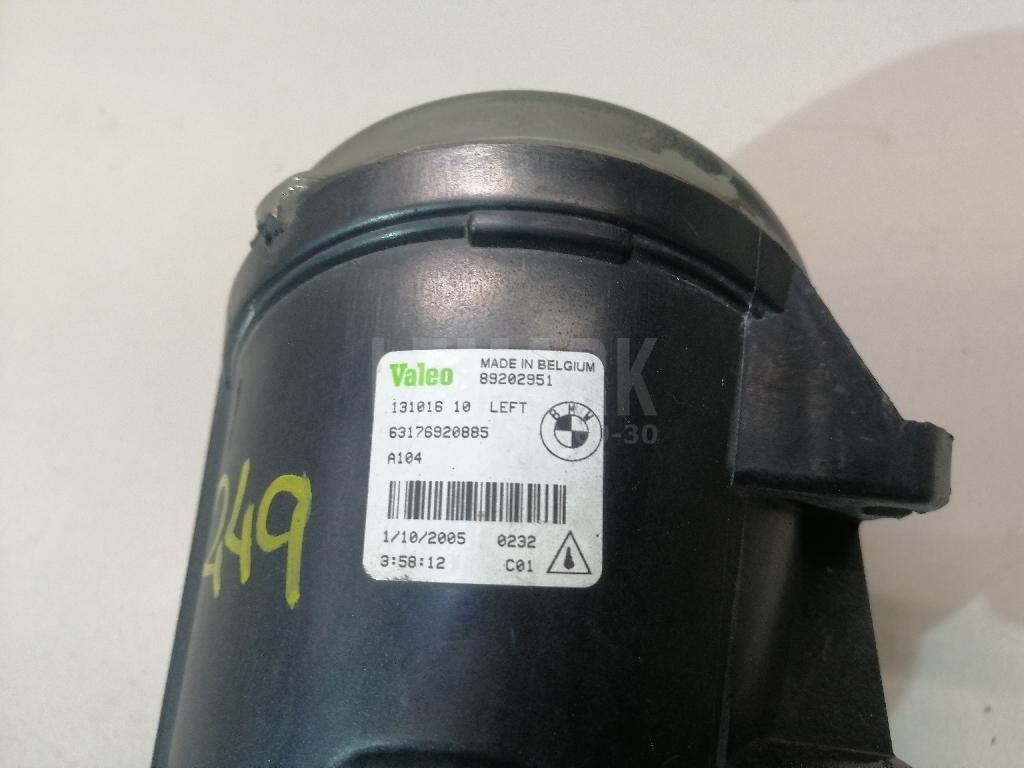 Valeo MADE IN BELGIUM
89202951
131016 10 LEFT
63176920885
BMW
A104
1/10/2005 0232
3:58:12 C01
249